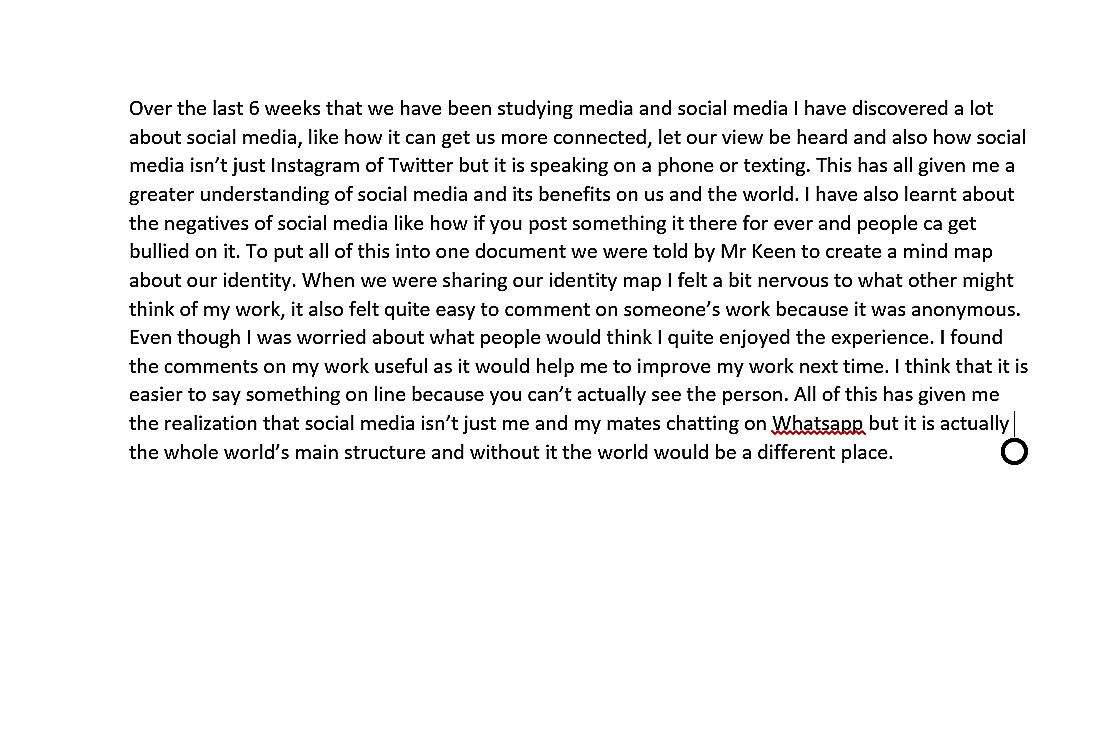 Over the last 6 weeks that we have been studying media and social media I have discovered a lot
about social media, like how it can get us more connected, let our view be heard and also how social
media isn’t just Instagram of Twitter but it is speaking on a phone or texting. This has all given me a
greater understanding of social media and its benefits on us and the world. I have also learnt about
the negatives of social media like how if you post something it there for ever and people ca get
bullied on it. To put all of this into one document we were told by Mr Keen to create a mind map
about our identity. When we were sharing our identity map I felt a bit nervous to what other might
think of my work, it also felt quite easy to comment on someone’s work because it was anonymous.
Even though I was worried about what people would think I quite enjoyed the experience. I found
the comments on my work useful as it would help me to improve my work next time. I think that it is
easier to say something on line because you can’t actually see the person. All of this has given me
the realization that social media isn’t just me and my mates chatting on Whatsapp but it is actually
the whole world’s main structure and without it the world would be a different place.